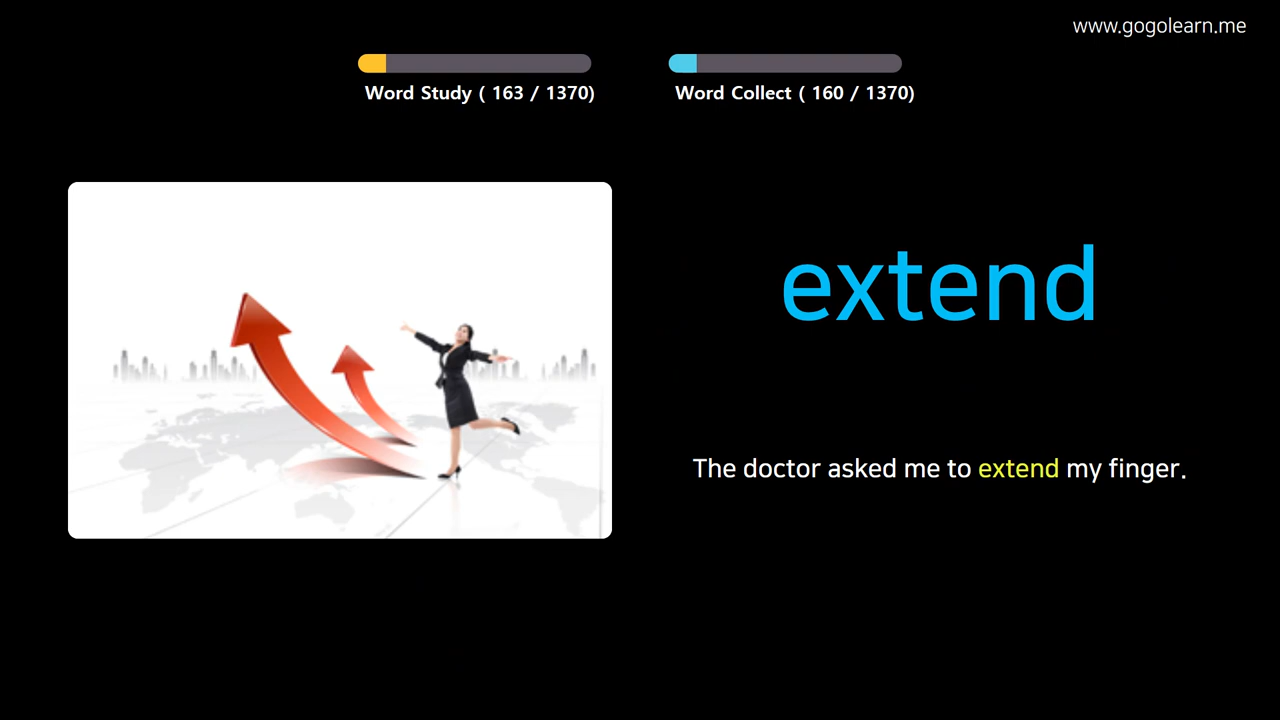 www.gogolearn.me
Word Study ( 163 / 1370)
Word Collect ( 160 / 1370)
extend
The doctor asked me to extend my finger.